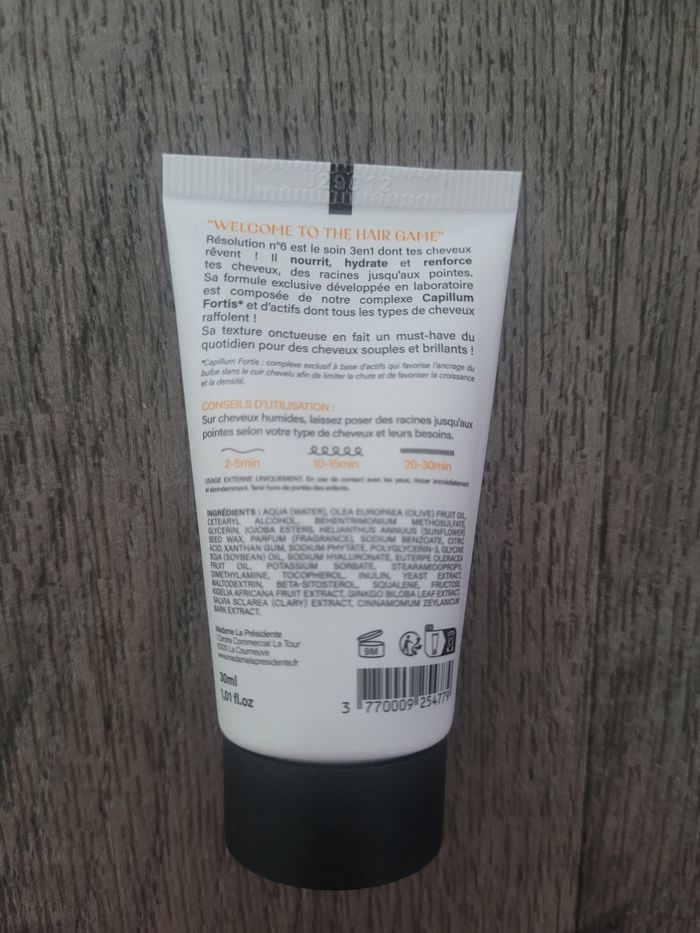 29012
"WELCOME TO THE HAIR GAME"
Résolution n°6 est le soin 3en1 dont tes cheveux
rêvent ! Il nourrit, hydrate et renforce
tes cheveux, des racines jusqu'aux pointes.
Sa formule exclusive développée en laboratoire
est composée de notre complexe Capillum
Fortis* et d'actifs dont tous les types de cheveux
raffolent !
Sa texture onctueuse en fait un must-have du
quotidien pour des cheveux souples et brillants !
*Capillum Fortis : complexe exclusif à base d'actifs qui favorise l'ancrage du
bulbe dans le cuir chevelu afin de limiter la chute et de favoriser la croissance
et la densité.
CONSEILS D'UTILISATION :
Sur cheveux humides, laissez poser des racines jusqu'aux
pointes selon votre type de cheveux et leurs besoins.
2-5min 10-15min 20-30min
USAGE EXTERNE UNIQUEMENT. En cas de contact avec les yeux, rincer immédiatement
et abondamment. Tenir hors de portée des enfants.
INGRÉDIENTS : AQUA (WATER), OLEA EUROPAEA (OLIVE) FRUIT OIL,
CETEARYL ALCOHOL, BEHENTRIMONIUM METHOSULFATE,
GLYCERIN, JOJOBA ESTERS, HELIANTHUS ANNUUS (SUNFLOWER)
SEED WAX, PARFUM (FRAGRANCE), SODIUM BENZOATE, CITRIC
ACID, XANTHAN GUM, SODIUM PHYTATE, POLYGLYCERIN-3, GLYCINE
SOJA (SOYBEAN) OIL, SODIUM HYALURONATE, EUTERPE OLERACEA
FRUIT OIL, POTASSIUM SORBATE, STEARAMIDOPROPYL
DIMETHYLAMINE, TOCOPHEROL, INULIN, YEAST EXTRACT,
MALTODEXTRIN, BETA-SITOSTEROL, SQUALENE, FRUCTOSE,
KIGELIA AFRICANA FRUIT EXTRACT, GINKGO BILOBA LEAF EXTRACT,
SALVIA SCLAREA (CLARY) EXTRACT, CINNAMOMUM ZEYLANICUM
BARK EXTRACT.
Madame La Présidente
1 Centre Commercial La Tour
93120 La Courneuve
www.madamelapresidente.fr
9M
30ml
1,01 fl.oz
3 770009 254779